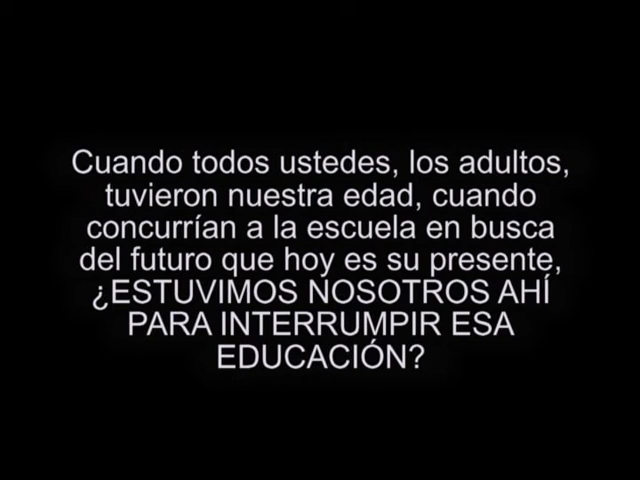 Cuando todos ustedes, los adultos,
tuvieron nuestra edad, cuando
concurrían a la escuela en busca
del futuro que hoy es su presente,
¿ESTUVIMOS NOSOTROS AHÍ
PARA INTERRUMPIR ESA
EDUCACIÓN?